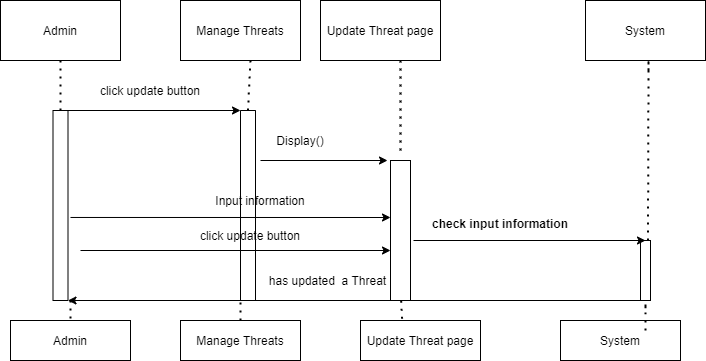 Admin
Manage Threats
Update Threat page
System
click update button
Display()
Input information
check input information
click update button
has updated a Threat
Admin
Manage Threats
Update Threat page
System